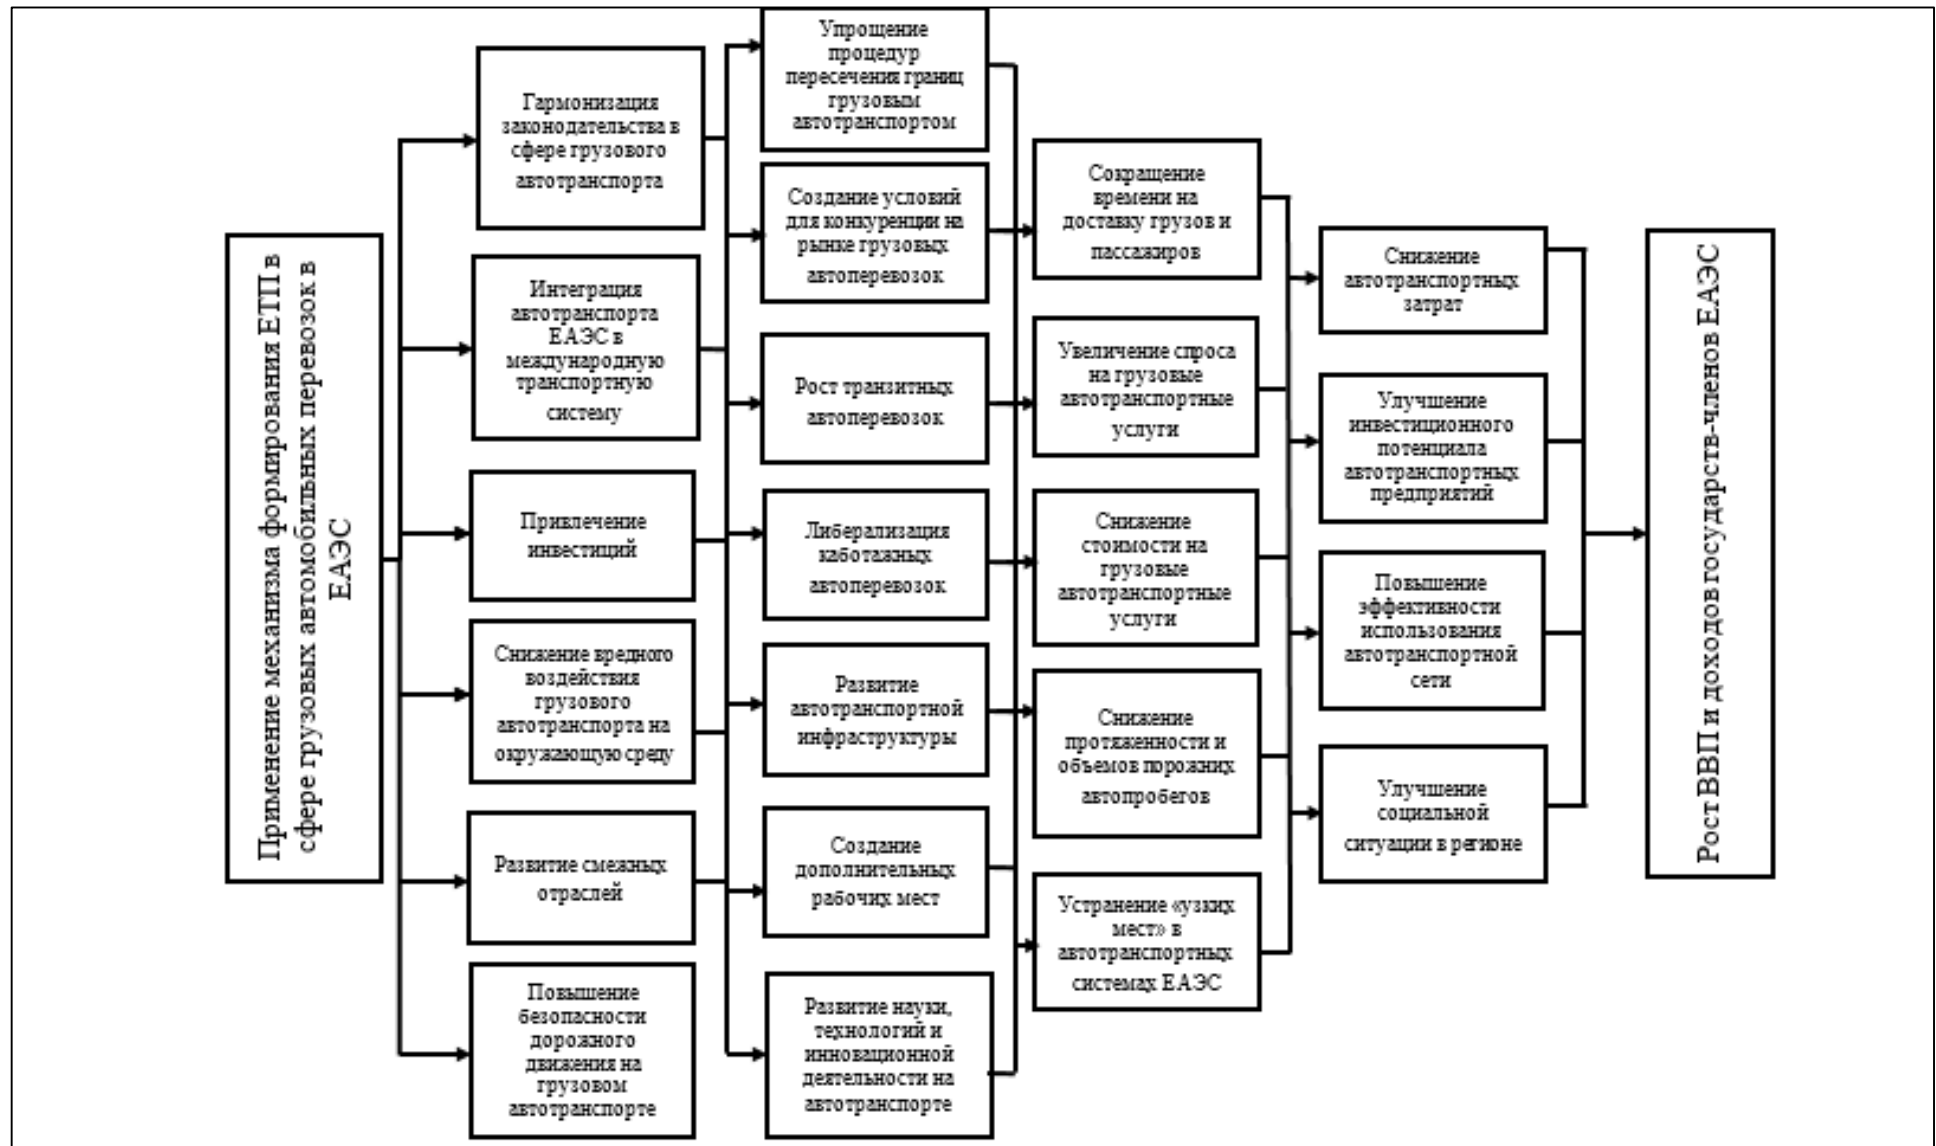 Применение механизма формирования ЕТП в
сфере грузовых автомобильных перевозок в
ЕАЭС
Гармонизация
законодательства в
сфере грузового
автотранспорта
Интеграция
автотранспорта
ЕАЭС в
международную
транспортную
систему
Привлечение
инвестиций
Снижение вредного
воздействия
грузового
автотранспорта на
окружающую среду
Развитие смежных
отраслей
Повышение
безопасности
дорожного
движения на
грузовом
автотранспорте
Упрощение
процедур
пересечения границ
грузовым
автотранспортом
Создание условий
для конкуренции на
рынке грузовых
автоперевозок
Рост транзитных
автоперевозок
Либерализация
каботажных
автоперевозок
Развитие
автотранспортной
инфраструктуры
Создание
дополнительных
рабочих мест
Развитие науки,
технологий и
инновационной
деятельности на
автотранспорте
Сокращение
времени на
доставку грузов и
пассажиров
Увеличение спроса
на грузовые
автотранспортные
услуги
Снижение
стоимости на
грузовые
автотранспортные
услуги
Снижение
протяженности и
объемов порожних
автопробегов
Устранение «узких
мест» в
автотранспортных
системах ЕАЭС
Снижение
автотранспортных
затрат
Улучшение
инвестиционного
потенциала
автотранспортных
предприятий
Повышение
эффективности
использования
автотранспортной
сети
Улучшение
социальной
ситуации в регионе
Рост ВВП и доходов государств-членов ЕАЭС